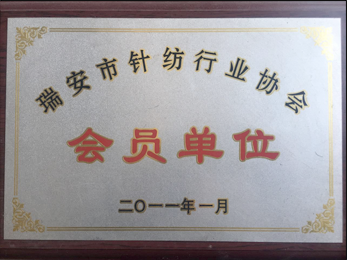 瑞安市针纺行业协会
会员单位
二〇一一年一月